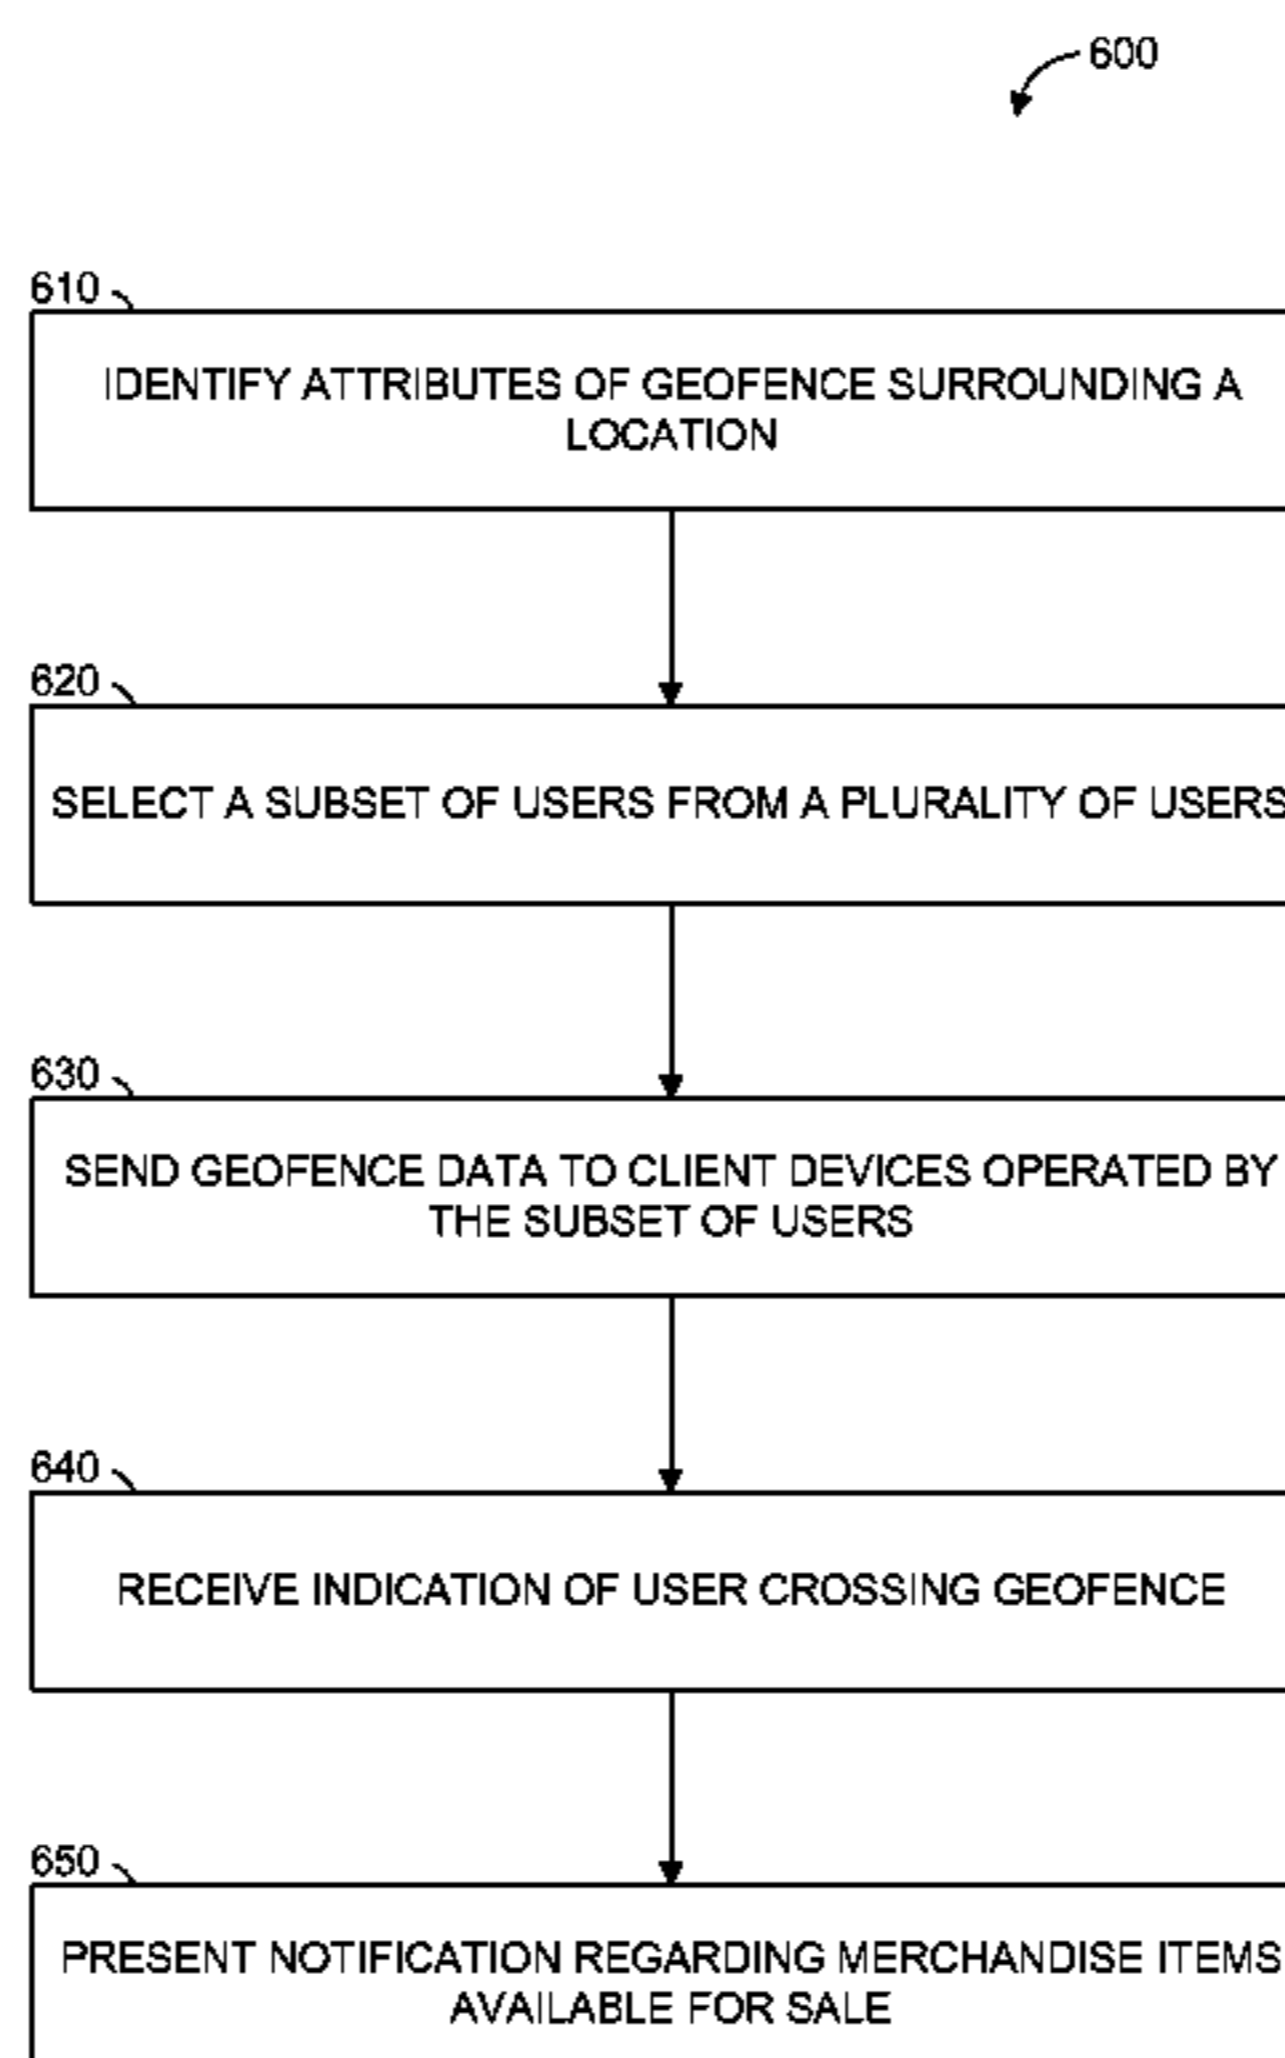 600
610
IDENTIFY ATTRIBUTES OF GEOFENCE SURROUNDING A
LOCATION
620
SELECT A SUBSET OF USERS FROM A PLURALITY OF USERS
630
SEND GEOFENCE DATA TO CLIENT DEVICES OPERATED BY
THE SUBSET OF USERS
640
RECEIVE INDICATION OF USER CROSSING GEOFENCE
650
PRESENT NOTIFICATION REGARDING MERCHANDISE ITEMS
AVAILABLE FOR SALE